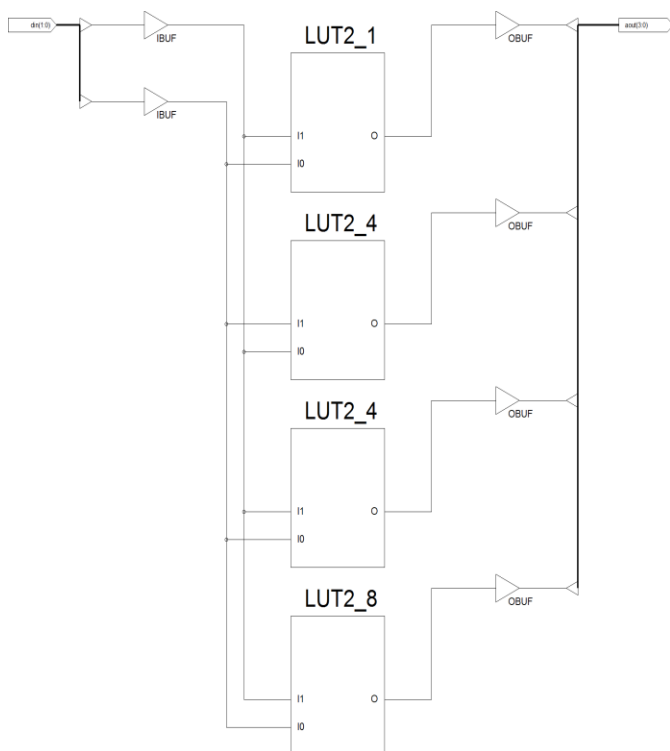 din(1:0)
IBUF
IBUF
LUT2_1
I1
I0
O
OBUF
aout(3:0)
LUT2_4
I1
I0
O
OBUF
LUT2_4
I1
I0
O
OBUF
LUT2_8
I1
I0
O
OBUF